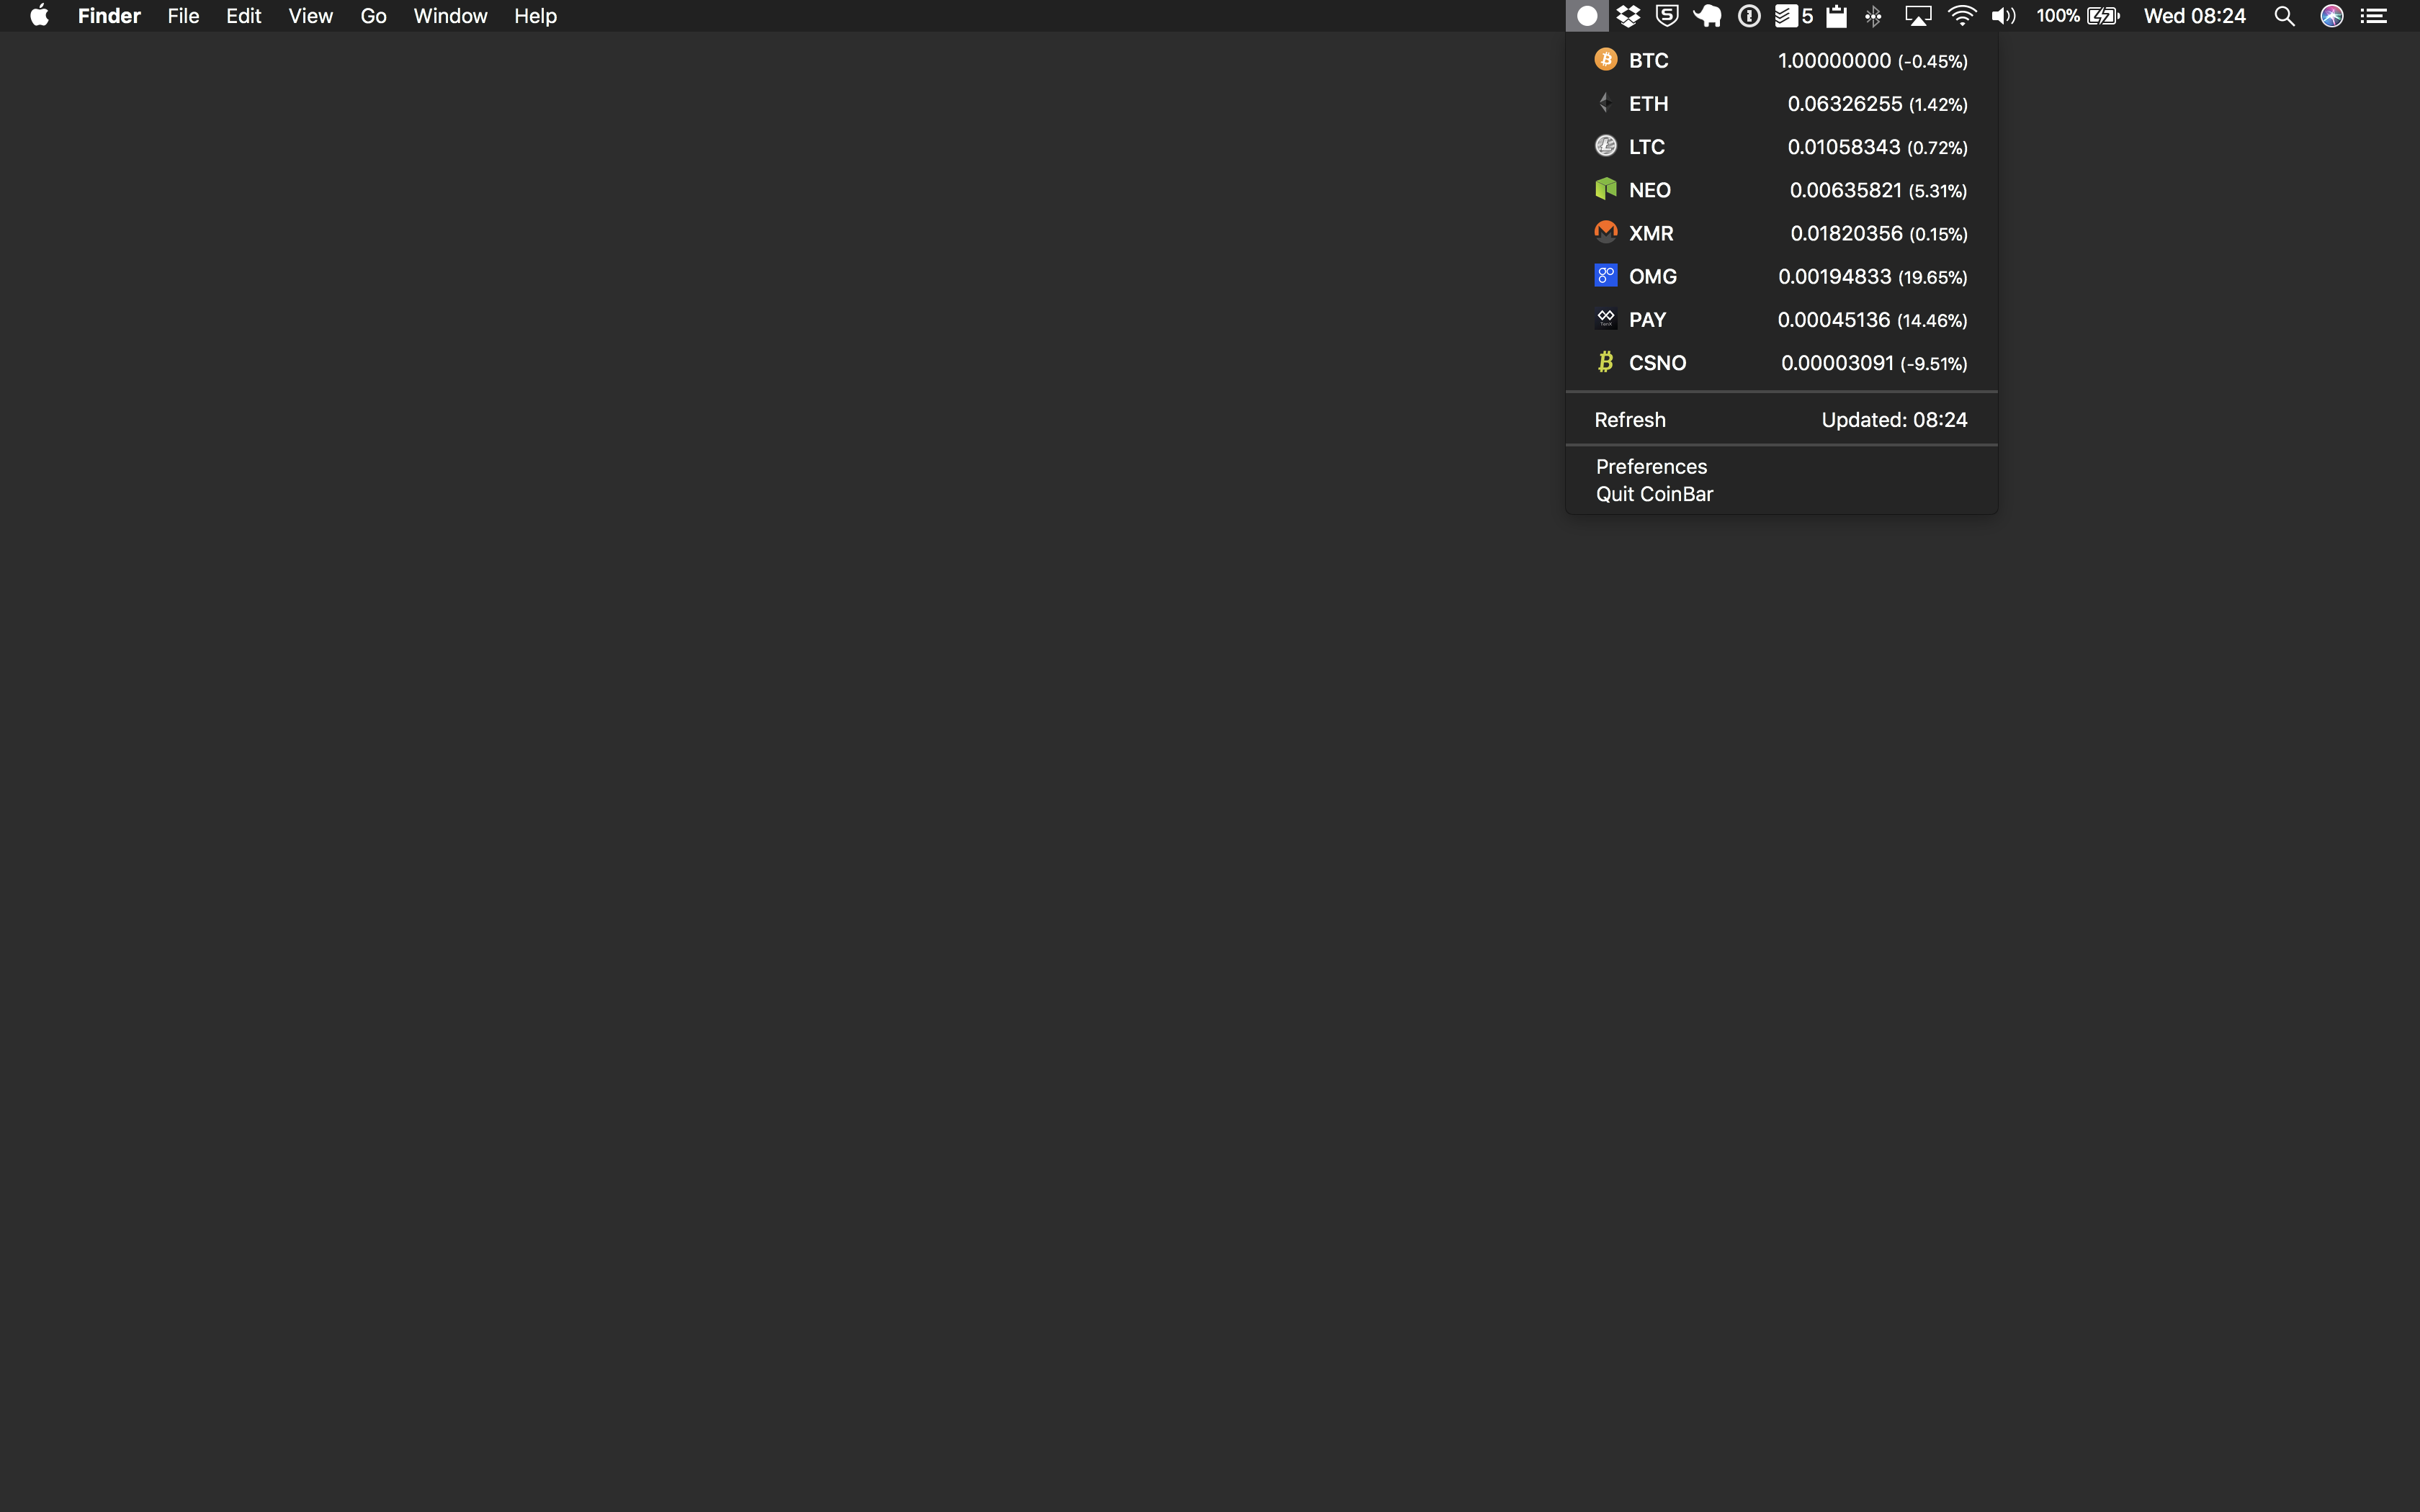 Finder File Edit View Go Window Help 5 100% Wed 08:24
BTC 1.00000000 (-0.45%)
ETH 0.06326255 (1.42%)
LTC 0.01058343 (0.72%)
NEO 0.00635821 (5.31%)
XMR 0.01820356 (0.15%)
OMG 0.00194833 (19.65%)
PAY 0.00045136 (14.46%)
CSNO 0.00003091 (-9.51%)
Refresh Updated: 08:24
Preferences
Quit CoinBar